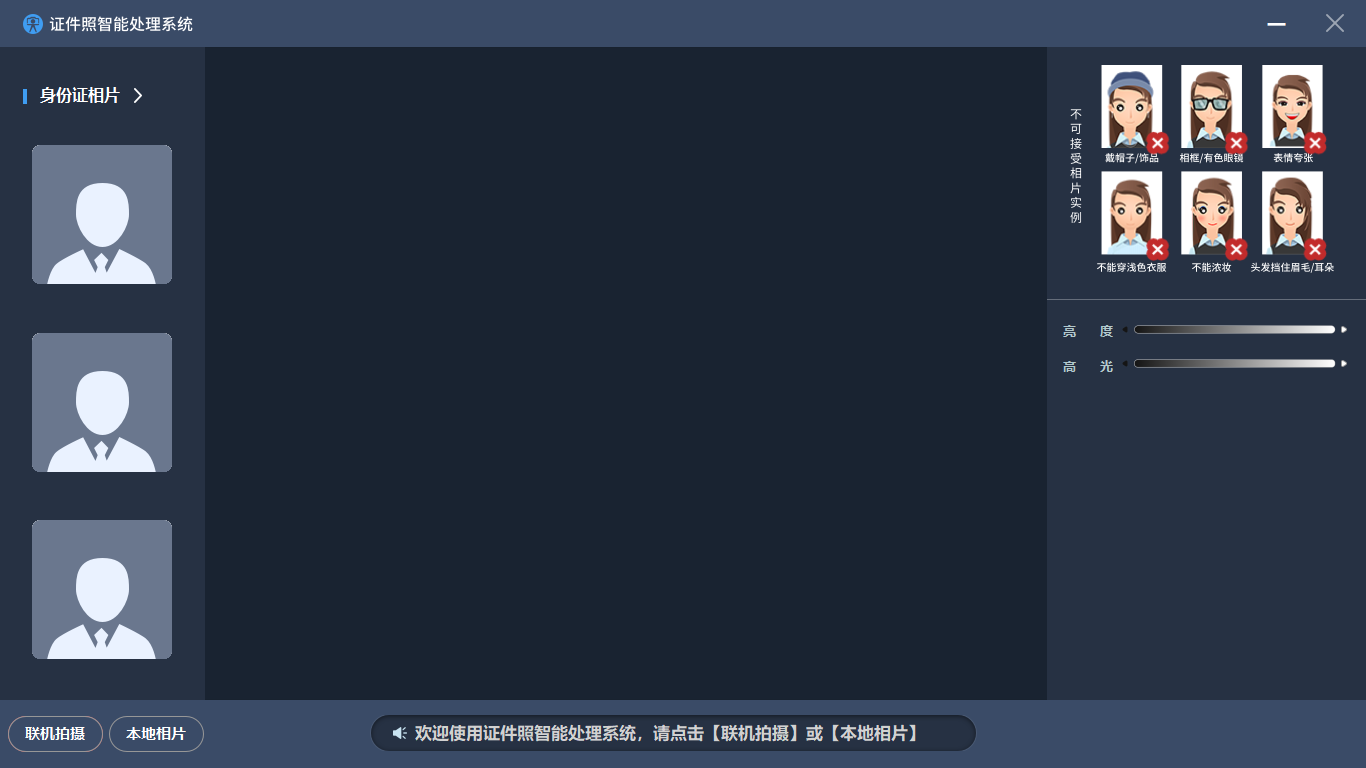 证件照智能处理系统
身份证相片
不可接受相片实例
戴帽子/饰品
相框/有色眼镜
表情夸张
不能穿浅色衣服
不能浓妆
头发挡住眉毛/耳朵
亮 度
高 光
联机拍摄
本地相片
欢迎使用证件照智能处理系统，请点击【联机拍摄】或【本地相片】